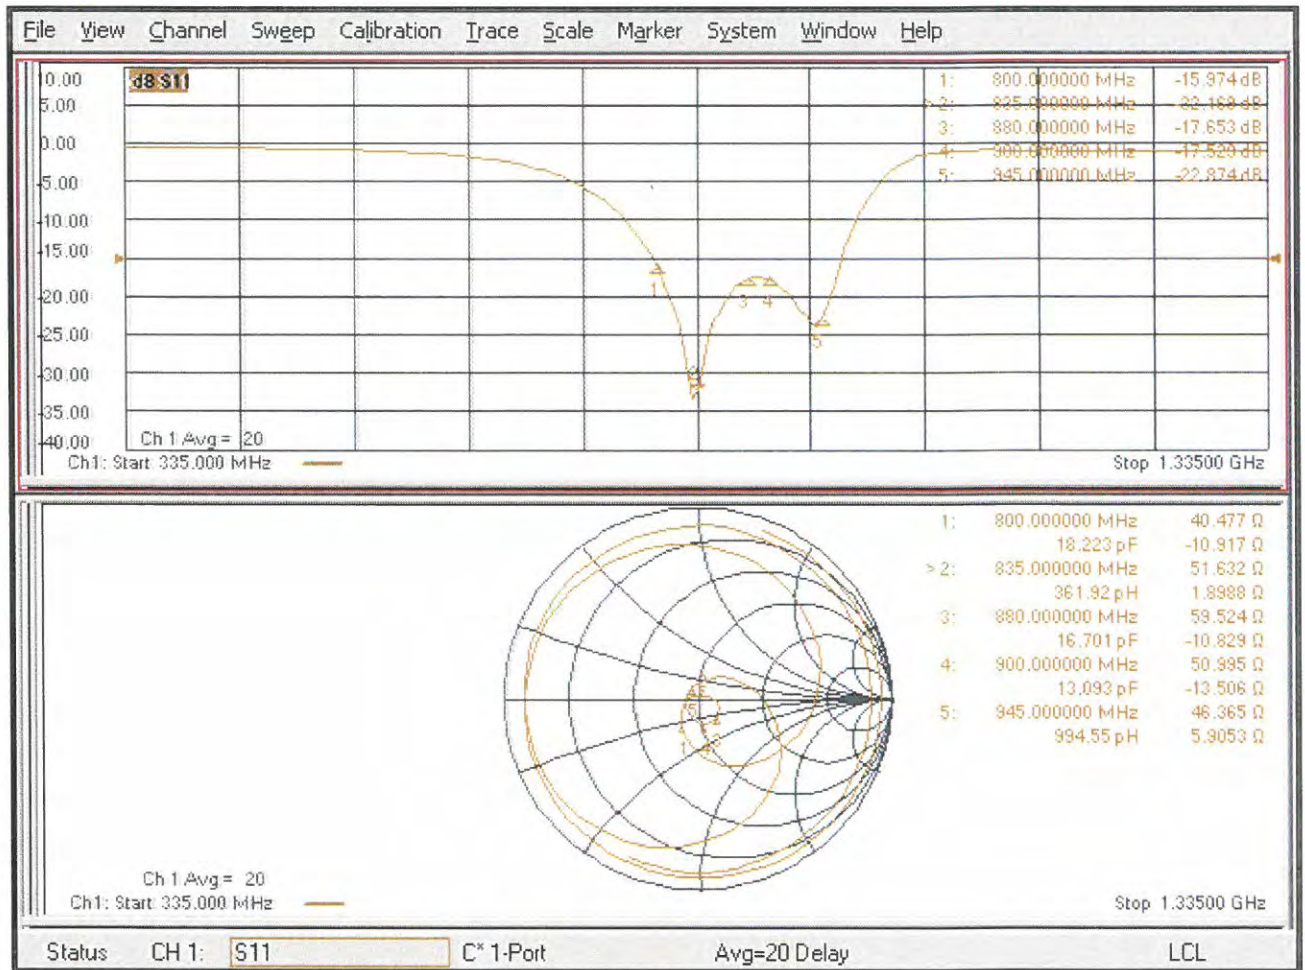 File View Channel Sweep Calibration Trace Scale Marker System Window Help
10.00
5.00
0.00
-5.00
-10.00
-15.00
-20.00
-25.00
-30.00
-35.00
-40.00
dB S11
1: 800.000000 MHz -15.974 dB
> 2: 835.000000 MHz -32.168 dB
3: 880.000000 MHz -17.653 dB
4: 900.000000 MHz -17.529 dB
5: 945.000000 MHz -22.874 dB
1
2
3
4
5
Ch 1 Avg = 20
Ch1: Start 335.000 MHz
Stop 1.33500 GHz
1: 800.000000 MHz 40.477 Ω
18.223 pF -10.917 Ω
> 2: 835.000000 MHz 51.632 Ω
361.92 pH 1.8988 Ω
3: 880.000000 MHz 59.524 Ω
16.701 pF -10.829 Ω
4: 900.000000 MHz 50.995 Ω
13.093 pF -13.506 Ω
5: 945.000000 MHz 46.365 Ω
994.55 pH 5.9053 Ω
5
2
1
4
3
Ch 1 Avg = 20
Ch1: Start 335.000 MHz
Stop 1.33500 GHz
Status CH 1: S11 C* 1-Port Avg=20 Delay LCL